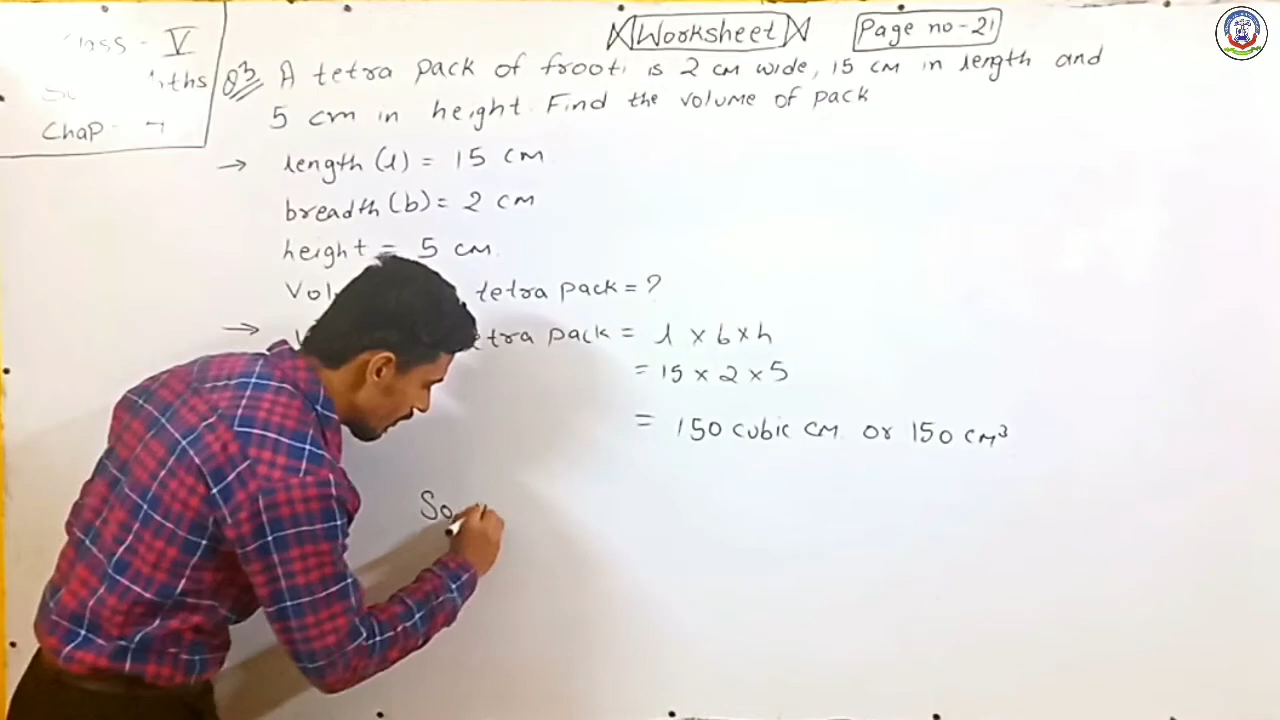 Class - V
Maths
Chap - 7
Worksheet
Page no - 21
Q3 A tetra pack of frooti is 2 cm wide, 15 cm in length and
5 cm in height. Find the volume of pack
→ length (l) = 15 cm
breadth (b) = 2 cm
height = 5 cm
tetra pack = ?
→ tetra pack = l × b × h
= 15 × 2 × 5
= 150 cubic cm or 150 cm³
So